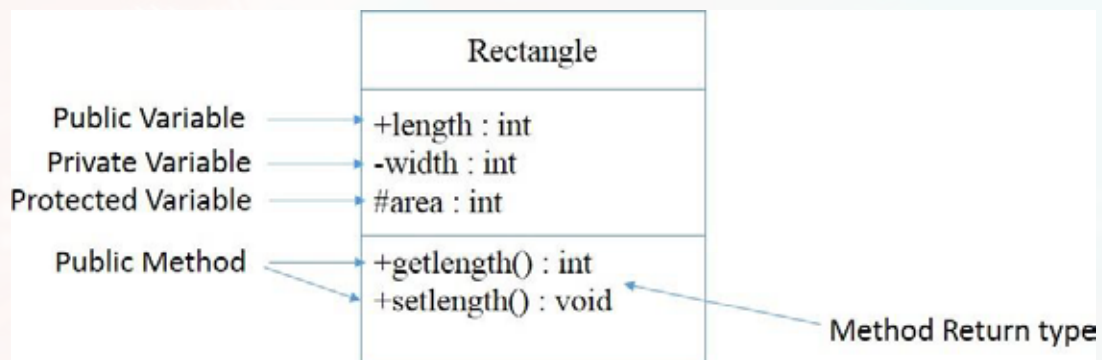 Rectangle
Public Variable
+length : int
Private Variable
-width : int
Protected Variable
#area : int
Public Method
+getlength() : int
+setlength() : void
Method Return type